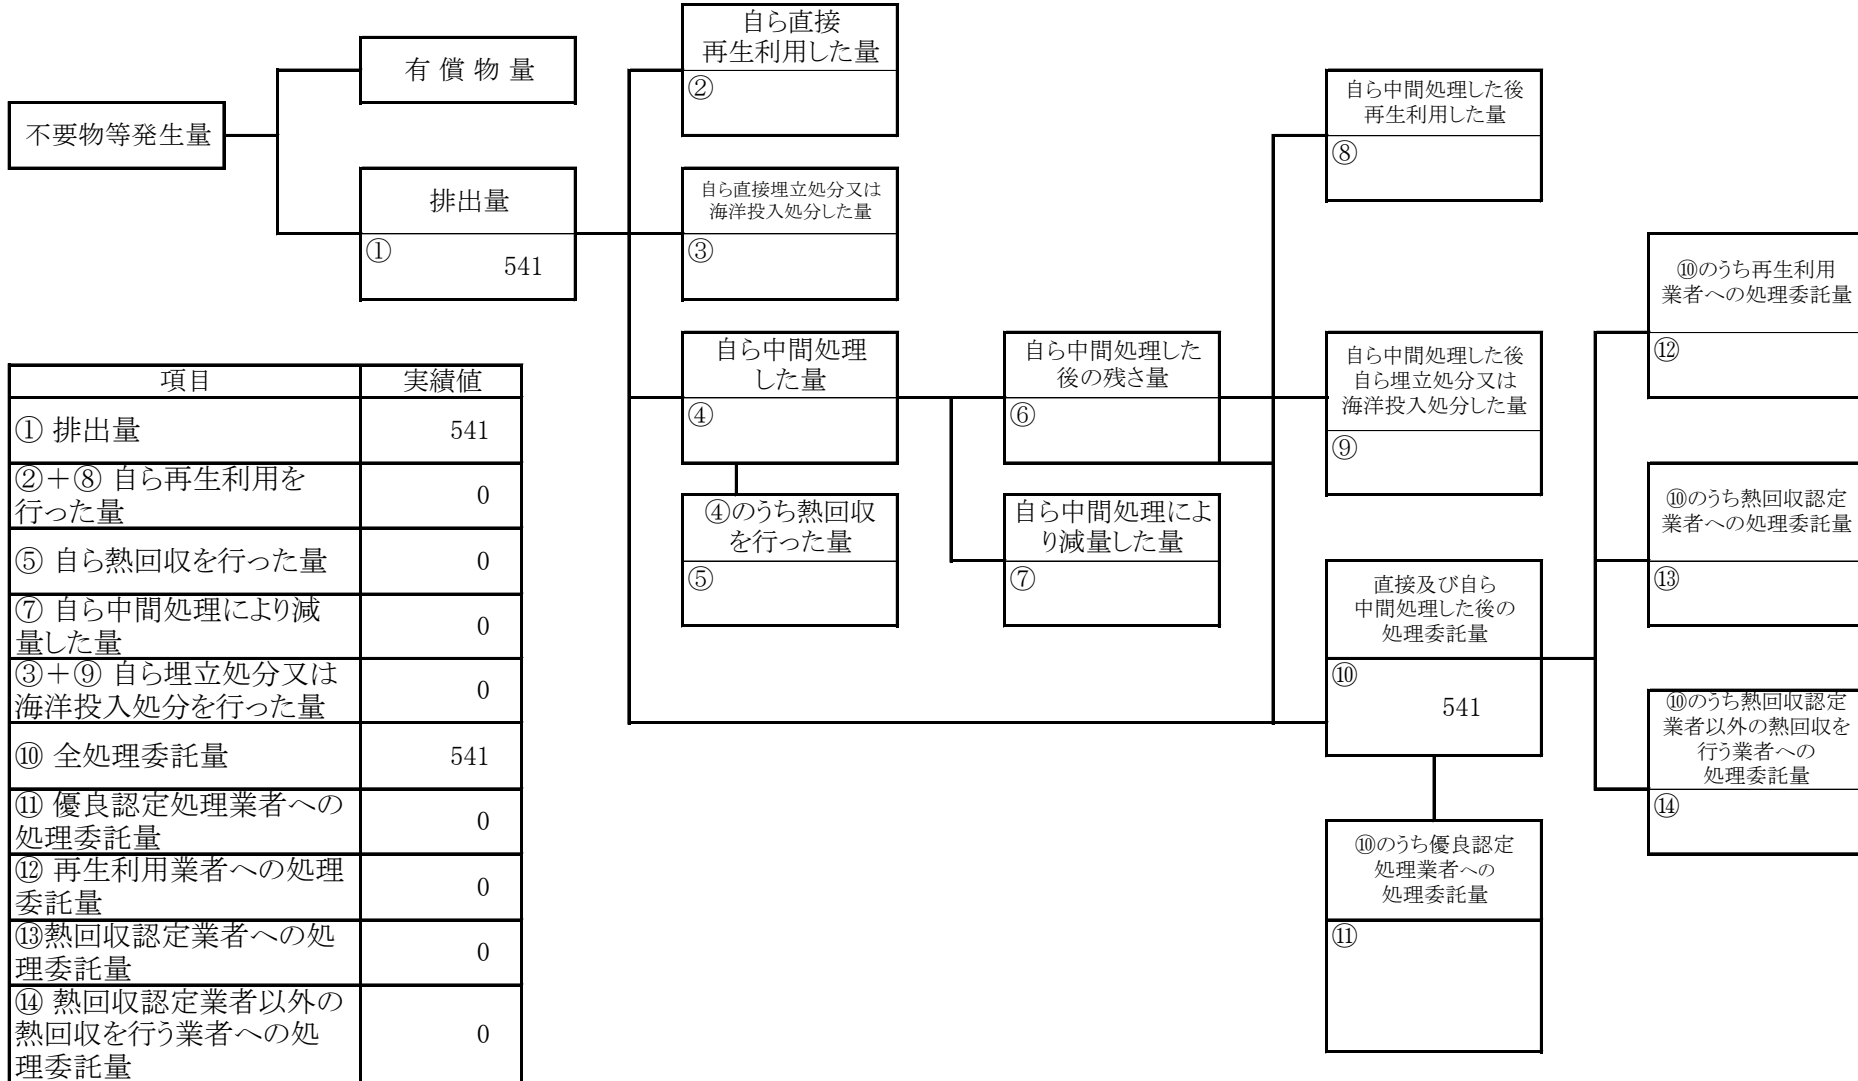 不要物等発生量
有償物量
排出量
①
541
自ら直接
再生利用した量
②
自ら直接埋立処分又は
海洋投入処分した量
③
自ら中間処理
した量
④
④のうち熱回収
を行った量
⑤
自ら中間処理した
後の残さ量
⑥
自ら中間処理によ
り減量した量
⑦
自ら中間処理した後
再生利用した量
⑧
自ら中間処理した後
自ら埋立処分又は
海洋投入処分した量
⑨
直接及び自ら
中間処理した後の
処理委託量
⑩
541
⑩のうち優良認定
処理業者への
処理委託量
⑪
⑩のうち再生利用
業者への処理委託量
⑫
⑩のうち熱回収認定
業者への処理委託量
⑬
⑩のうち熱回収認定
業者以外の熱回収を
行う業者への
処理委託量
⑭
項目 実績値
① 排出量 541
②+⑧ 自ら再生利用を
行った量 0
⑤ 自ら熱回収を行った量 0
⑦ 自ら中間処理により減
量した量 0
③+⑨ 自ら埋立処分又は
海洋投入処分を行った量 0
⑩ 全処理委託量 541
⑪ 優良認定処理業者への
処理委託量 0
⑫ 再生利用業者への処理
委託量 0
⑬熱回収認定業者への処
理委託量 0
⑭ 熱回収認定業者以外の
熱回収を行う業者への処
理委託量 0